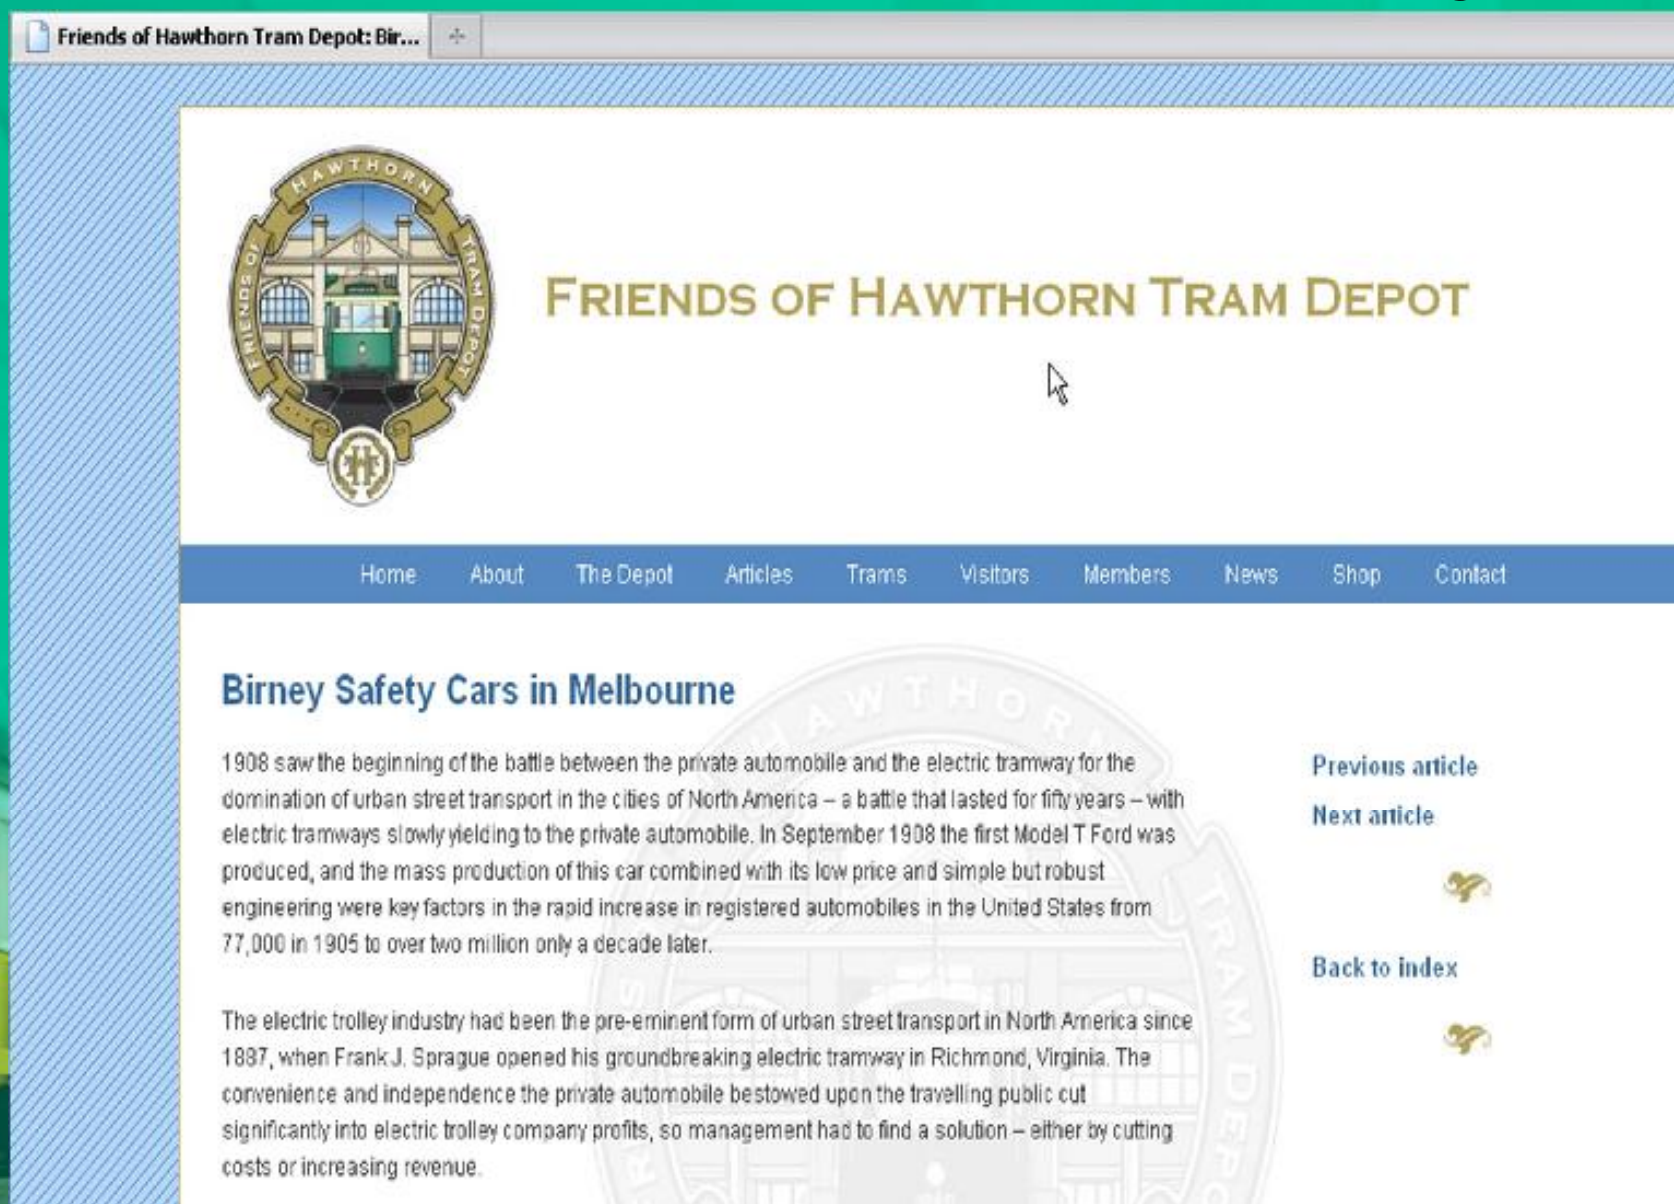 Friends of Hawthorn Tram Depot: Bir...
HAWTHORN
FRIENDS OF
TRAM DEPOT
H
FRIENDS OF HAWTHORN TRAM DEPOT
Home About The Depot Articles Trams Visitors Members News Shop Contact
Birney Safety Cars in Melbourne
1908 saw the beginning of the battle between the private automobile and the electric tramway for the
domination of urban street transport in the cities of North America – a battle that lasted for fifty years – with
electric tramways slowly yielding to the private automobile. In September 1908 the first Model T Ford was
produced, and the mass production of this car combined with its low price and simple but robust
engineering were key factors in the rapid increase in registered automobiles in the United States from
77,000 in 1905 to over two million only a decade later.
The electric trolley industry had been the pre-eminent form of urban street transport in North America since
1887, when Frank J. Sprague opened his groundbreaking electric tramway in Richmond, Virginia. The
convenience and independence the private automobile bestowed upon the travelling public cut
significantly into electric trolley company profits, so management had to find a solution – either by cutting
costs or increasing revenue.
Previous article
Next article
Back to index
HAWTHORN
TRAM DEPO